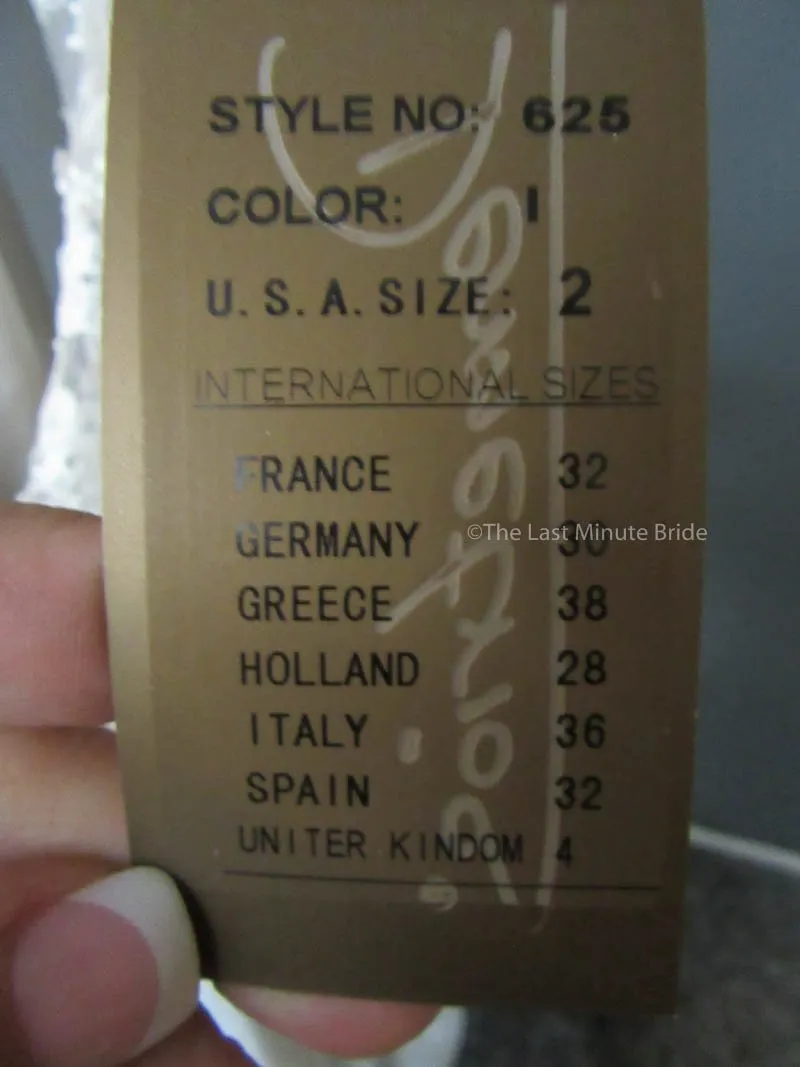 STYLE NO: 625
COLOR: I
U.S.A. SIZE: 2
INTERNATIONAL SIZES
FRANCE 32
GERMANY 30
©The Last Minute Bride
GREECE 38
HOLLAND 28
ITALY 36
SPAIN 32
UNITER KINDOM 4